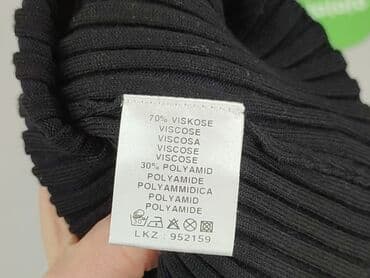 70% VISKOSE
VISCOSE
VISCOSA
VISCOSE
VISCOSE
30% POLYAMID
POLYAMIDE
POLYAMMIDICA
POLYAMID
POLYAMIDE
LKZ : 952159